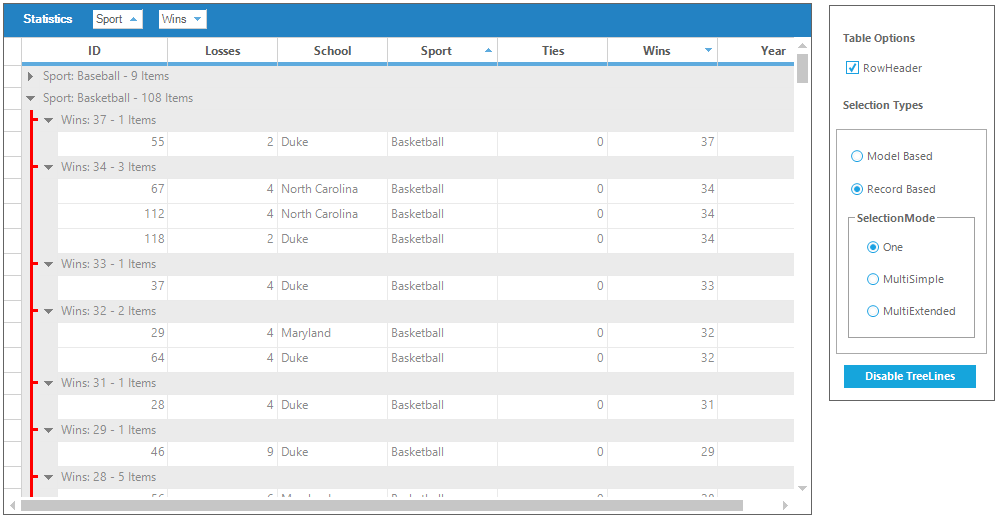 Statistics Sport Wins
ID Losses School Sport Ties Wins Year
Sport: Baseball - 9 Items
Sport: Basketball - 108 Items
Wins: 37 - 1 Items
55 2 Duke Basketball 0 37
Wins: 34 - 3 Items
67 4 North Carolina Basketball 0 34
112 4 North Carolina Basketball 0 34
118 2 Duke Basketball 0 34
Wins: 33 - 1 Items
37 4 Duke Basketball 0 33
Wins: 32 - 2 Items
29 4 Maryland Basketball 0 32
64 4 Duke Basketball 0 32
Wins: 31 - 1 Items
28 4 Duke Basketball 0 31
Wins: 29 - 1 Items
46 9 Duke Basketball 0 29
Wins: 28 - 5 Items
Table Options
RowHeader
Selection Types
Model Based
Record Based
SelectionMode
One
MultiSimple
MultiExtended
Disable TreeLines